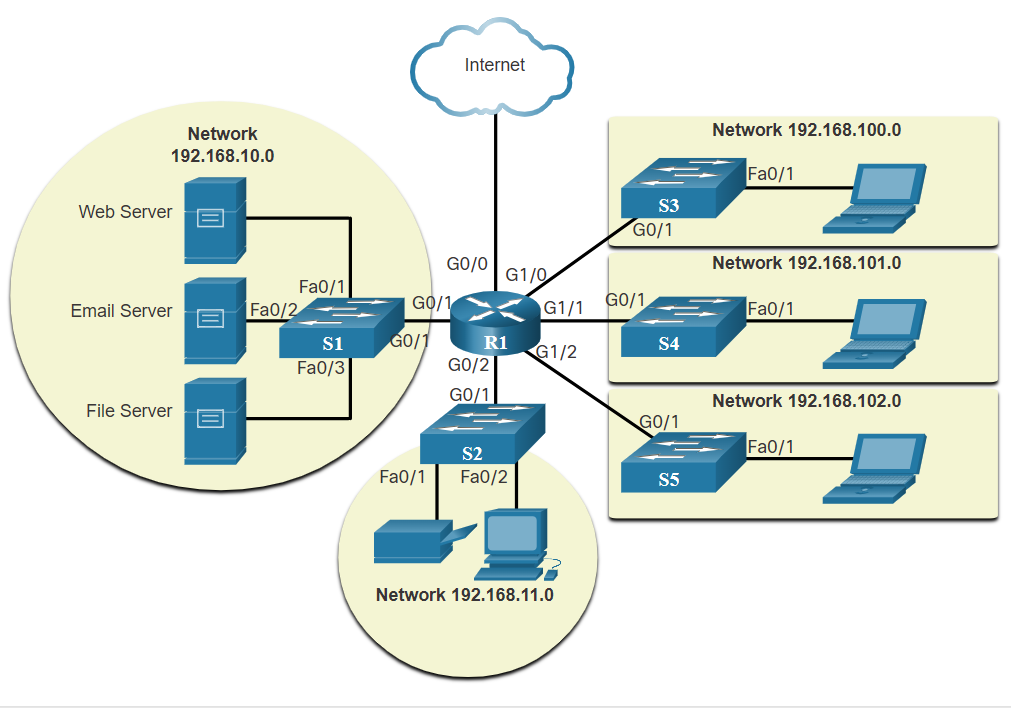 Internet
Network
192.168.10.0
Web Server
Email Server
File Server
Fa0/1
Fa0/2
Fa0/3
S1
G0/1
G0/1
G0/0
G1/0
G1/1
G1/2
G0/2
R1
G0/1
S2
Fa0/1
Fa0/2
Network 192.168.11.0
Network 192.168.100.0
Fa0/1
S3
G0/1
Network 192.168.101.0
G0/1
Fa0/1
S4
Network 192.168.102.0
G0/1
Fa0/1
S5